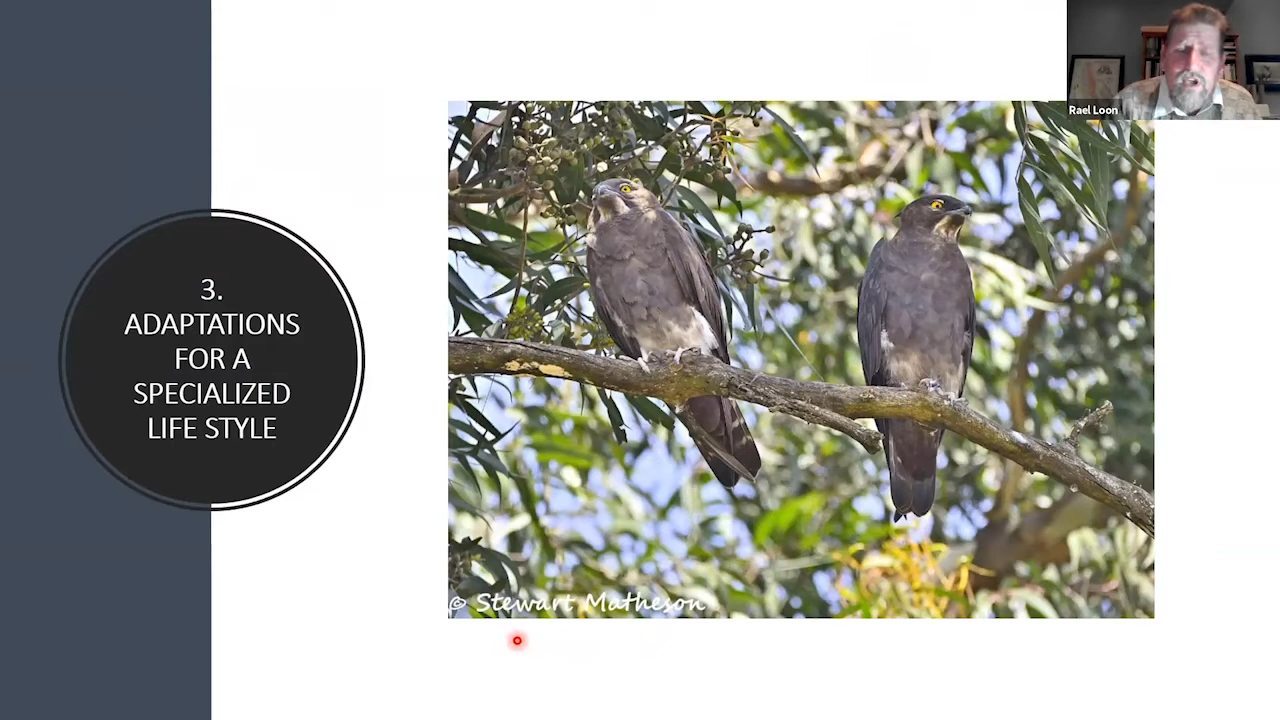 3.
ADAPTATIONS
FOR A
SPECIALIZED
LIFE STYLE
Rael Loon
© Stewart Matheson